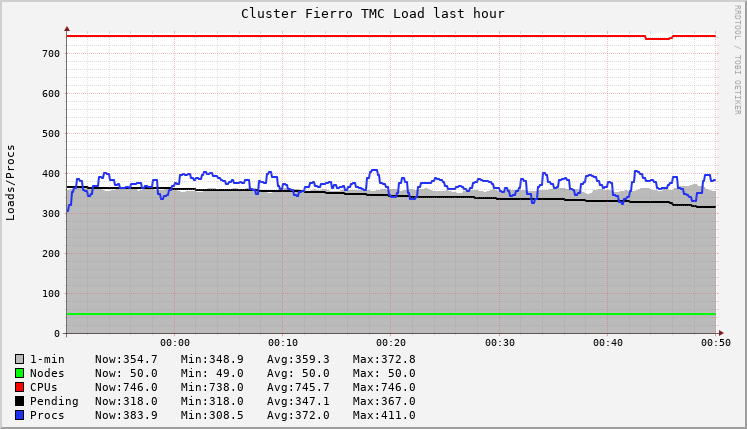 Cluster Fierro TMC Load last hour
RRDTOOL / TOBI OETIKER
Loads/Procs
700
600
500
400
300
200
100
0
00:00 00:10 00:20 00:30 00:40 00:50
1-min Now:354.7 Min:348.9 Avg:359.3 Max:372.8
Nodes Now: 50.0 Min: 49.0 Avg: 50.0 Max: 50.0
CPUs Now:746.0 Min:738.0 Avg:745.7 Max:746.0
Pending Now:318.0 Min:318.0 Avg:347.1 Max:367.0
Procs Now:383.9 Min:308.5 Avg:372.0 Max:411.0